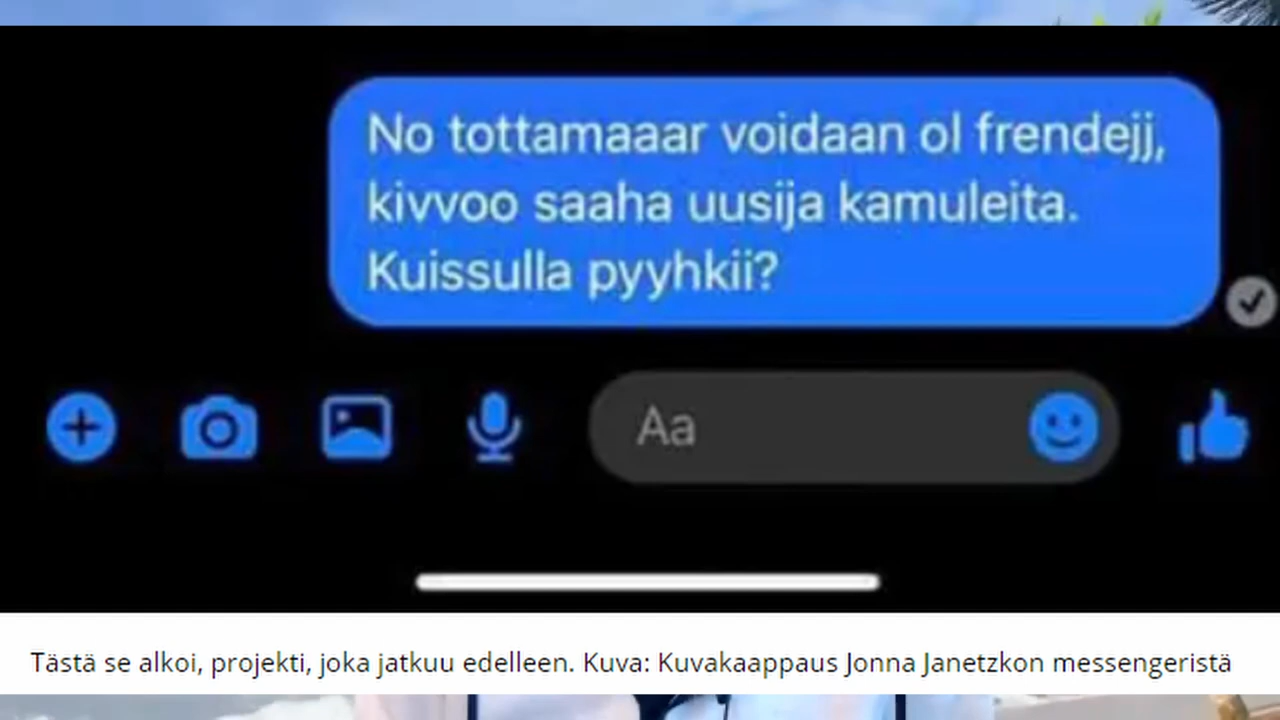 No tottamaaar voidaan ol frendejj,
kivvoo saaha uusija kamuleita.
Kuissulla pyyhkii?
Aa
Tästä se alkoi, projekti, joka jatkuu edelleen. Kuva: Kuvakaappaus Jonna Janetzkon messengeristä